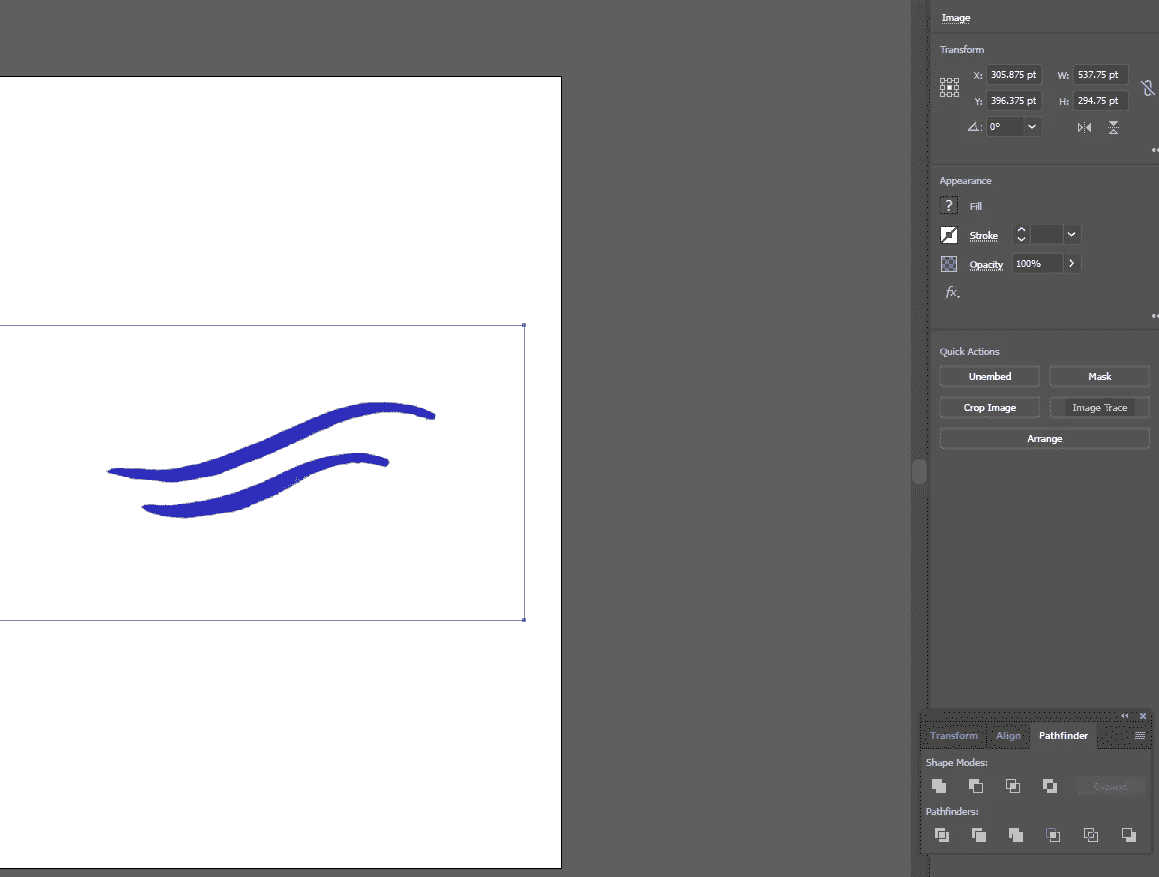 Image
Transform
X: 305.875 pt W: 537.75 pt
Y: 396.375 pt H: 294.75 pt
0°
Appearance
? Fill
Stroke
Opacity 100%
fx.
Quick Actions
Unembed Mask
Crop Image Image Trace
Arrange
Transform Align Pathfinder
Shape Modes:
Expand
Pathfinders: